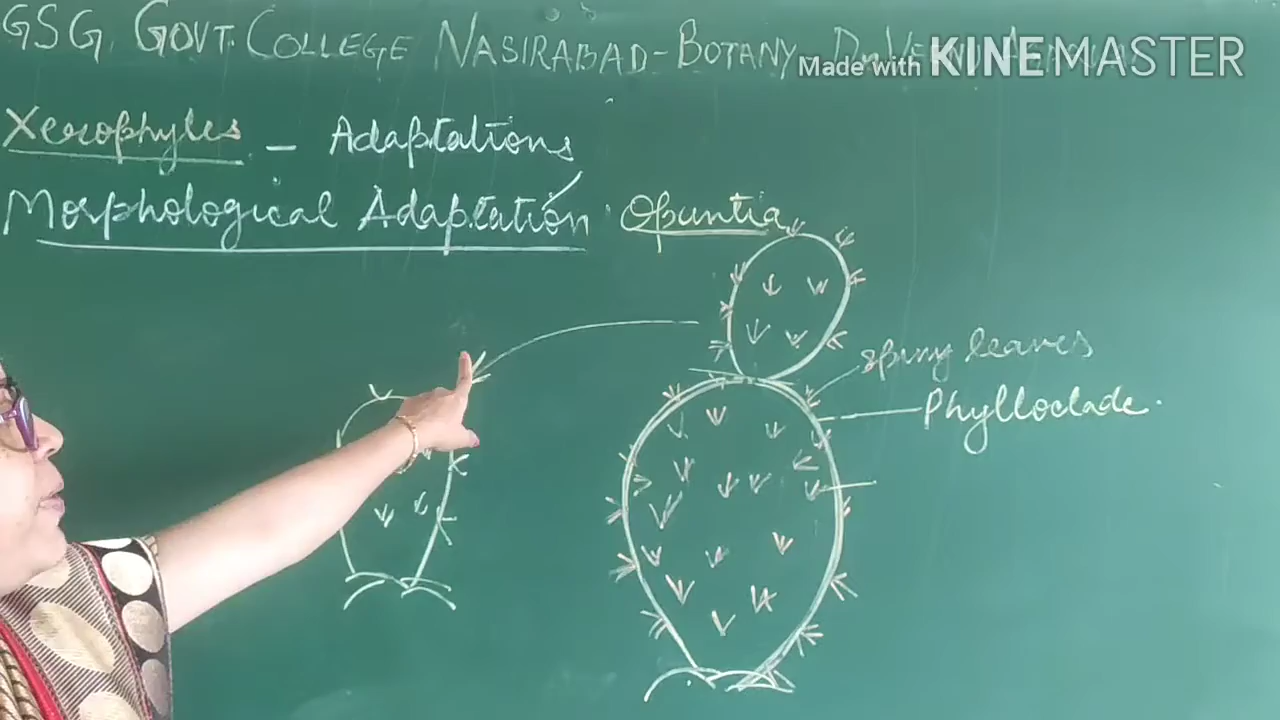 GSG. GOVT. COLLEGE NASIRABAD-BOTANY
Made with KINEMASTER
Xerophytes - Adaptations
Morphological Adaptation Opuntia
Spiny leaves
Phylloclade.